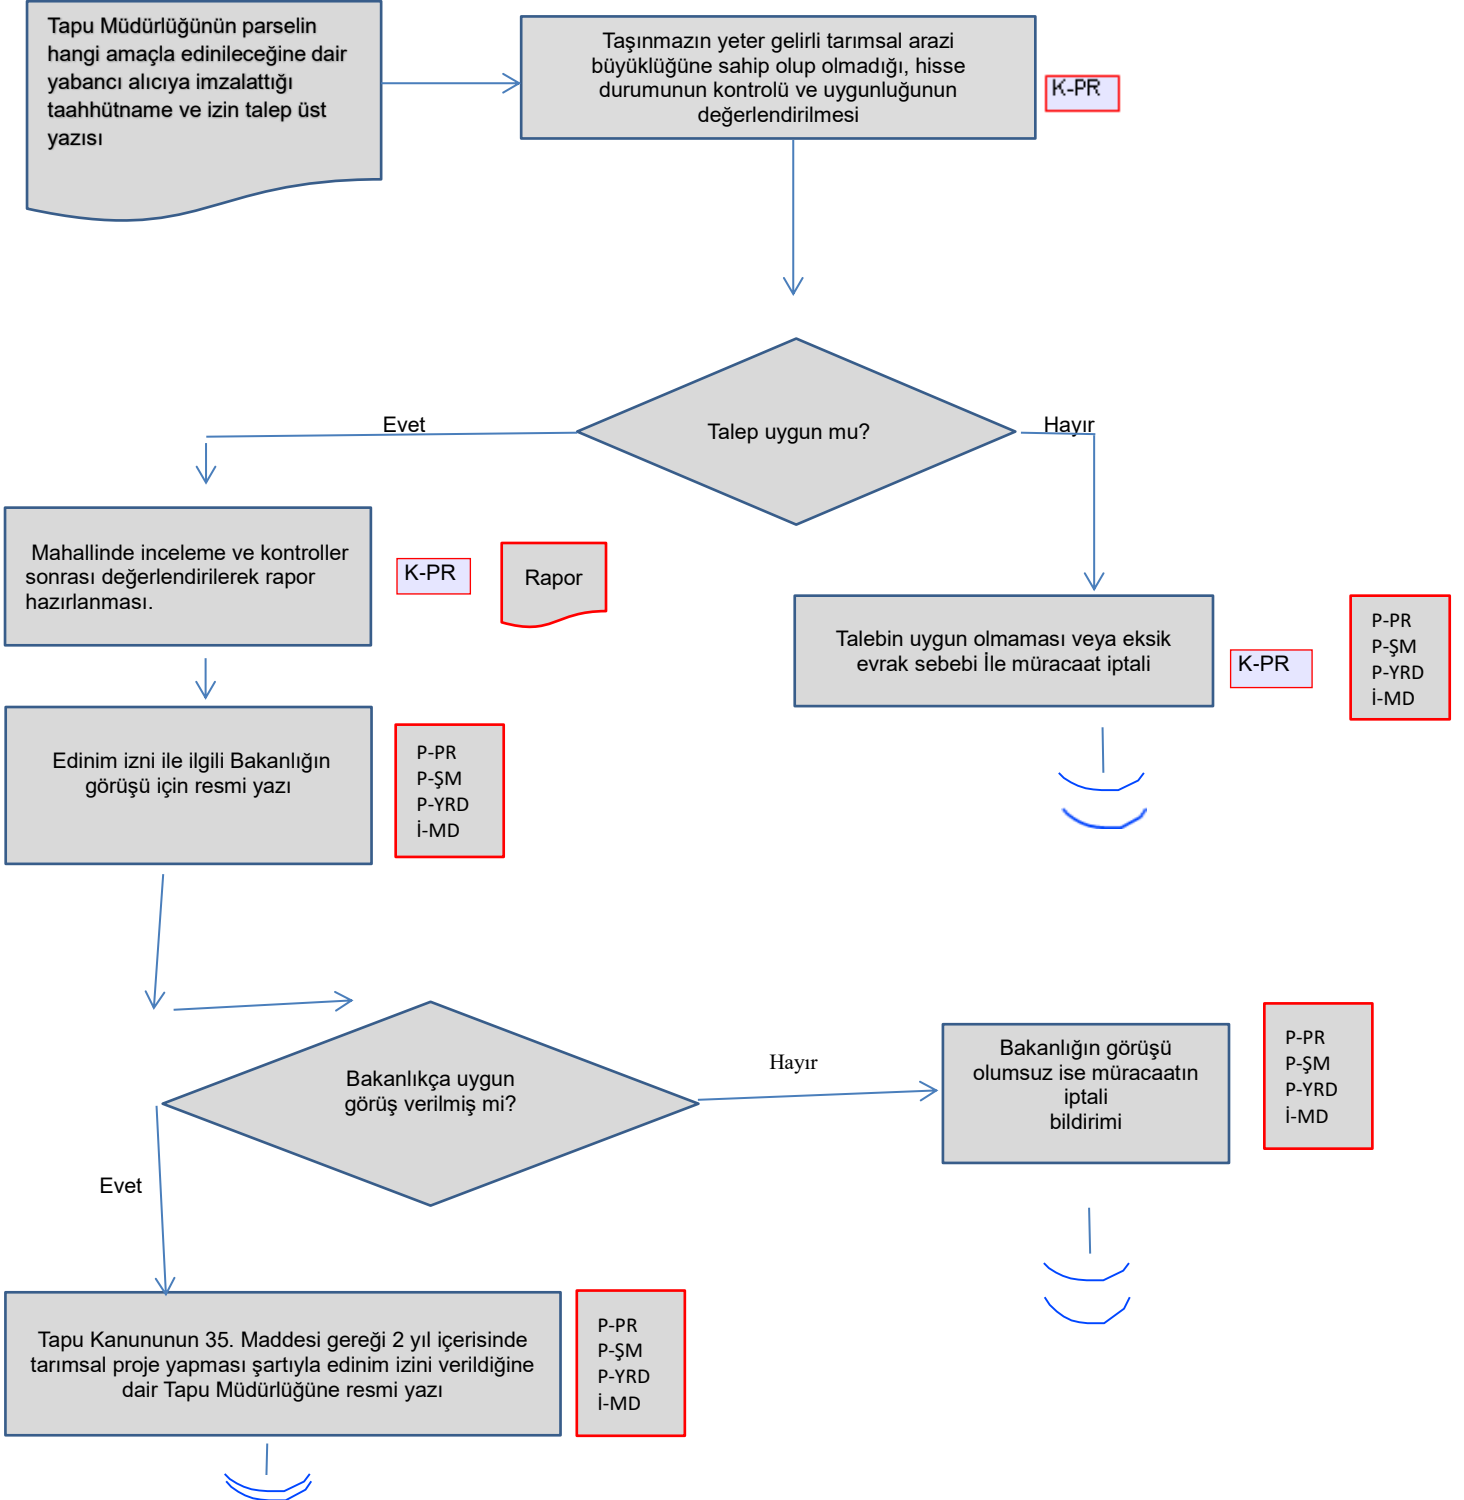 Tapu Müdürlüğünün parselin
hangi amaçla edinileceğine dair
yabancı alıcıya imzalattığı
taahhütname ve izin talep üst
yazısı
Taşınmazın yeter gelirli tarımsal arazi
büyüklüğüne sahip olup olmadığı, hisse
durumunun kontrolü ve uygunluğunun
değerlendirilmesi
K-PR
Talep uygun mu?
Evet
Hayır
Mahallinde inceleme ve kontroller
sonrası değerlendirilerek rapor
hazırlanması.
K-PR
Rapor
Talebin uygun olmaması veya eksik
evrak sebebi İle müracaat iptali
K-PR
P-PR
P-ŞM
P-YRD
İ-MD
Edinim izni ile ilgili Bakanlığın
görüşü için resmi yazı
P-PR
P-ŞM
P-YRD
İ-MD
Bakanlıkça uygun
görüş verilmiş mi?
Hayır
Bakanlığın görüşü
olumsuz ise müracaatın
iptali
bildirimi
P-PR
P-ŞM
P-YRD
İ-MD
Evet
Tapu Kanununun 35. Maddesi gereği 2 yıl içerisinde
tarımsal proje yapması şartıyla edinim izini verildiğine
dair Tapu Müdürlüğüne resmi yazı
P-PR
P-ŞM
P-YRD
İ-MD